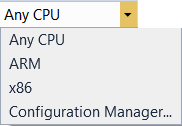 Any CPU
Any CPU
ARM
x86
Configuration Manager...